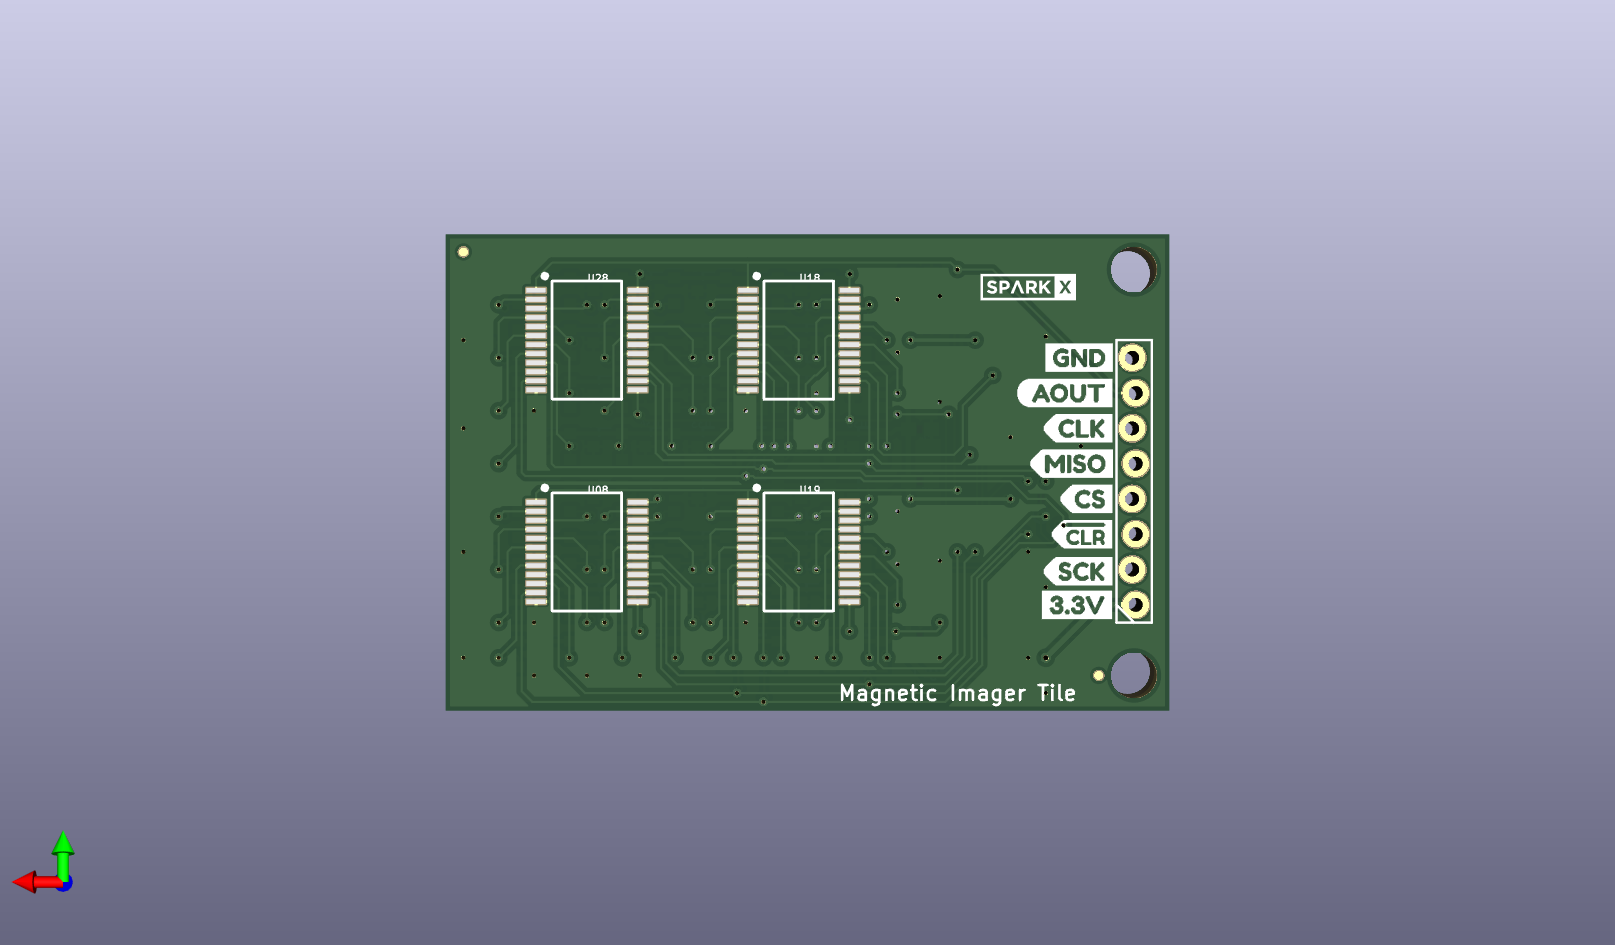 U28 U18
SPARK X
GND
AOUT
CLK
MISO
CS
U08 U19
CLR
SCK
3.3V
Magnetic Imager Tile